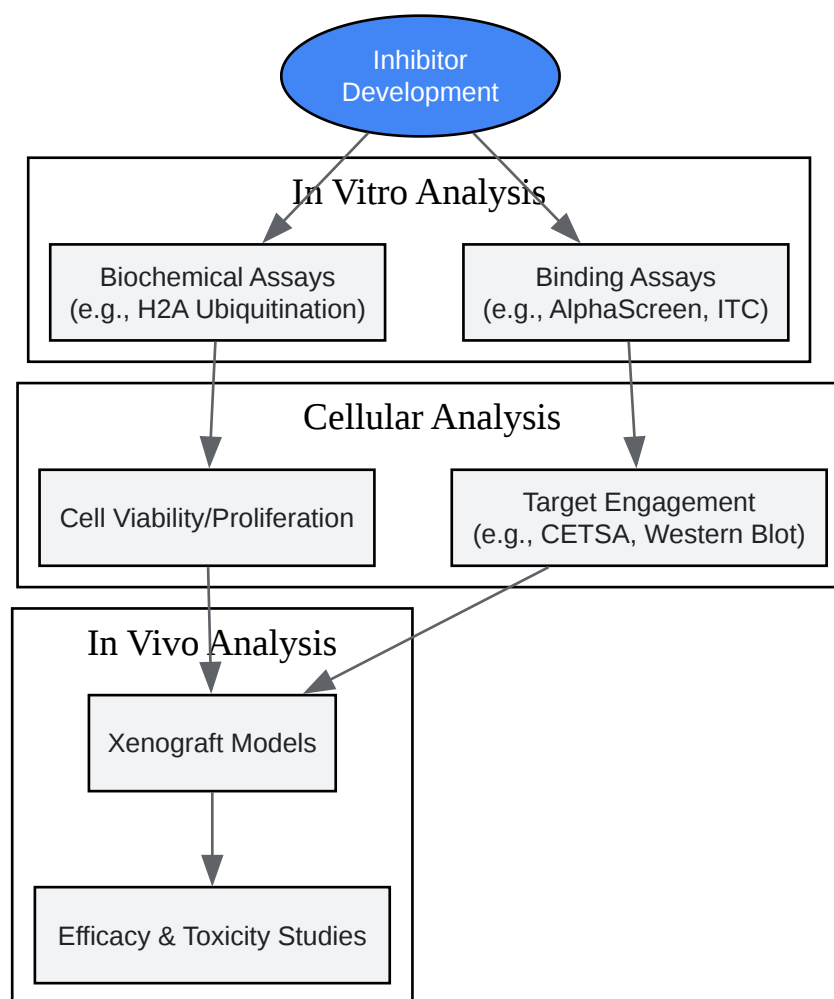 Inhibitor
Development
In Vitro Analysis
Biochemical Assays
(e.g., H2A Ubiquitination)
Binding Assays
(e.g., AlphaScreen, ITC)
Cellular Analysis
Cell Viability/Proliferation
Target Engagement
(e.g., CETSA, Western Blot)
In Vivo Analysis
Xenograft Models
Efficacy & Toxicity Studies